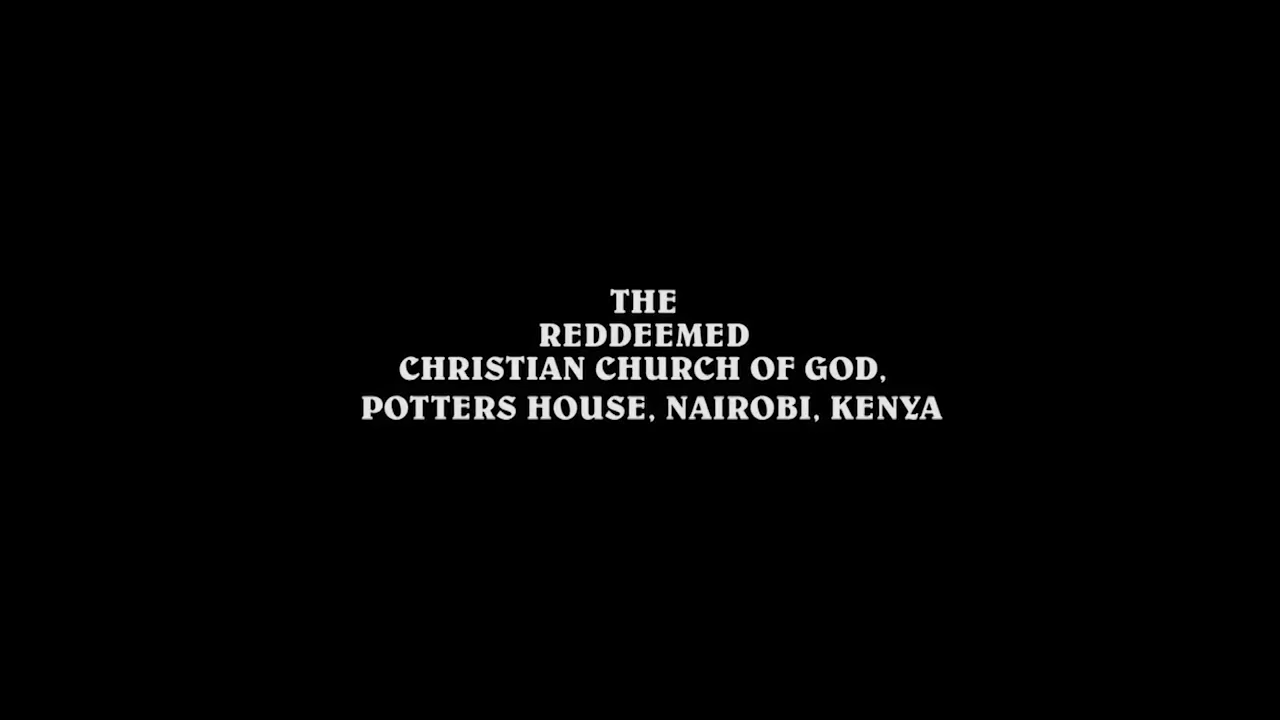 THE
REDDEEMED
CHRISTIAN CHURCH OF GOD,
POTTERS HOUSE, NAIROBI, KENYA